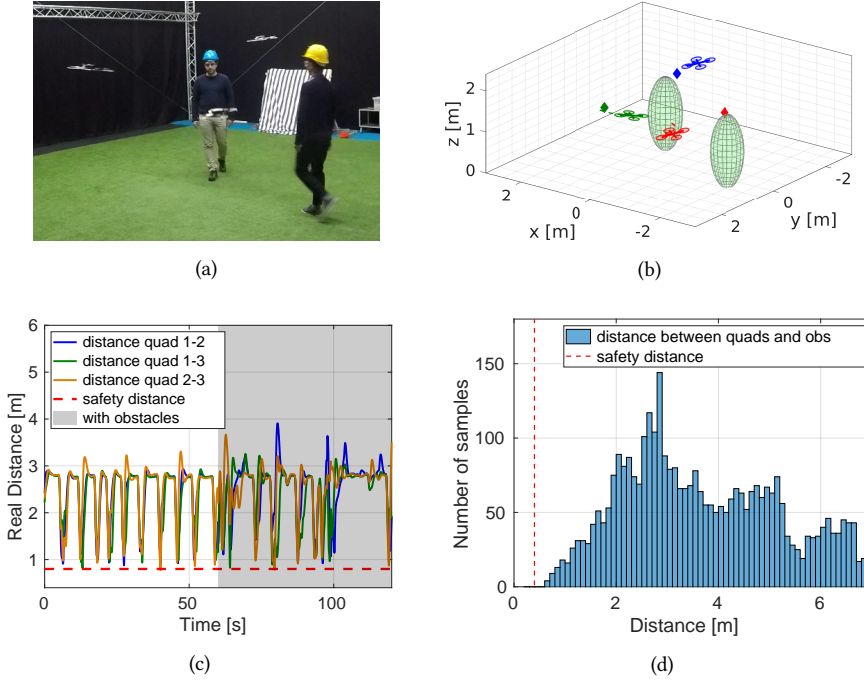 (a)
2
1
0
z [m]
2
0
-2
x [m]
2
0
-2
y [m]
(b)
6
5
4
3
2
1
0
50
100
Real Distance [m]
Time [s]
distance quad 1-2
distance quad 1-3
distance quad 2-3
safety distance
with obstacles
(c)
150
100
50
0
0
2
4
6
Number of samples
Distance [m]
distance between quads and obs
safety distance
(d)